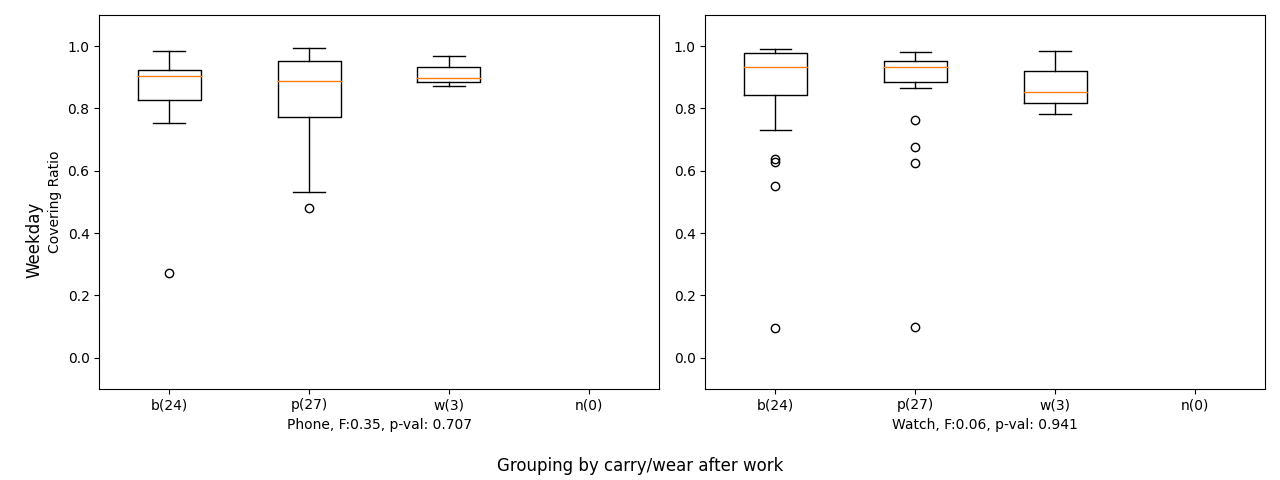 Weekday
Covering Ratio
1.0
0.8
0.6
0.4
0.2
0.0
b(24) p(27) w(3) n(0)
Phone, F:0.35, p-val: 0.707
1.0
0.8
0.6
0.4
0.2
0.0
b(24) p(27) w(3) n(0)
Watch, F:0.06, p-val: 0.941
Grouping by carry/wear after work